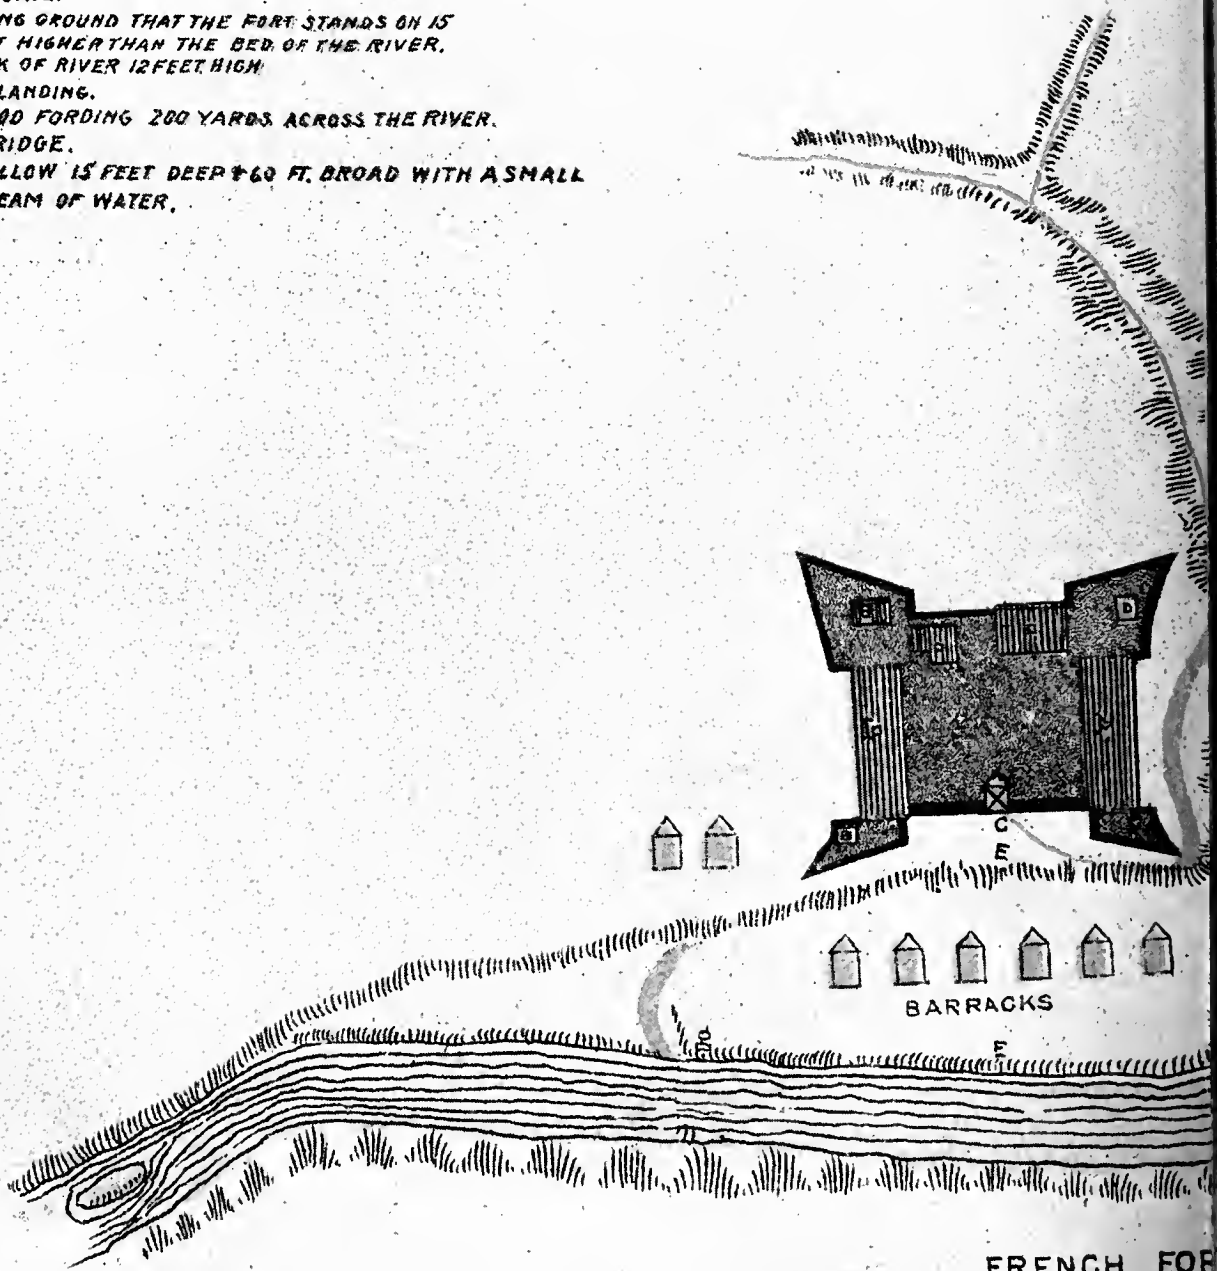 NG GROUND THAT THE FORT STANDS ON 15
T HIGHER THAN THE BED OF THE RIVER.
K OF RIVER 12 FEET HIGH
LANDING.
OD FORDING 200 YARDS ACROSS THE RIVER.
RIDGE.
LLOW 15 FEET DEEP & 60 FT. BROAD WITH A SMALL
EAM OF WATER.
D
C
E
BARRACKS
F
FRENCH FOR